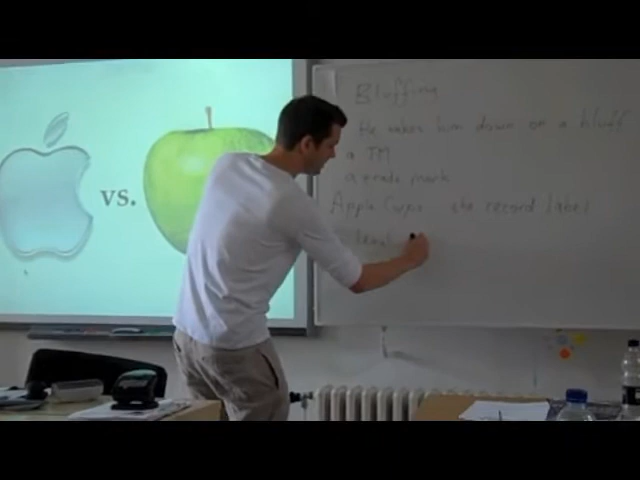 vs.
Bluffing
He takes him down on a bluff
a TM
a trade mark
Apple Corps the record label